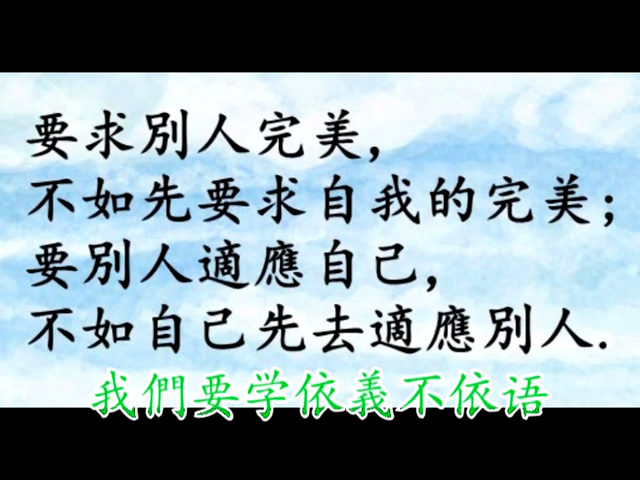 要求別人完美,
不如先要求自我的完美;
要別人適應自己,
不如自己先去適應別人.
我們要学依義不依语